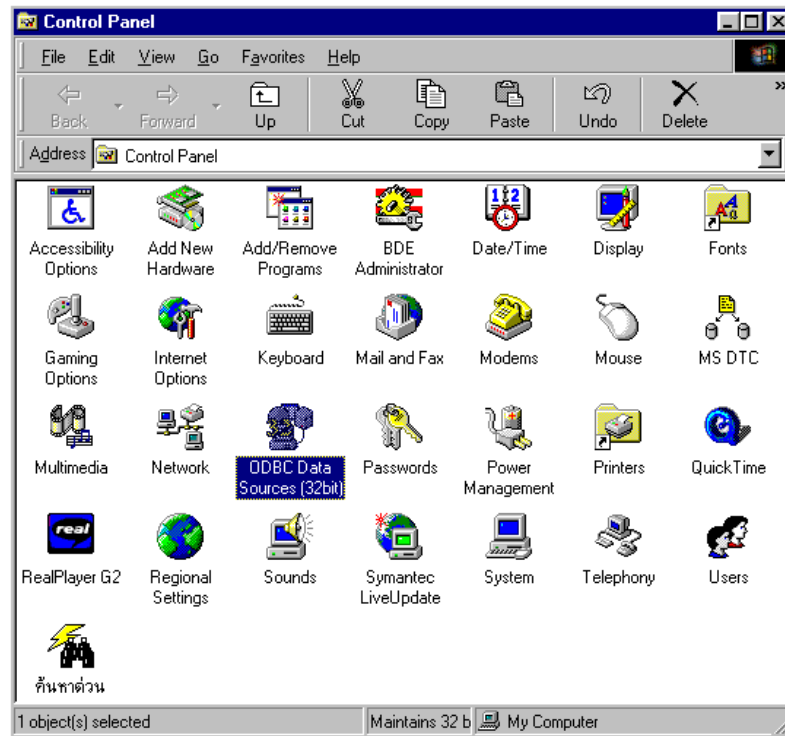 Control Panel
File Edit View Go Favorites Help
Back Forward Up Cut Copy Paste Undo Delete
Address Control Panel
Accessibility Options
Add New Hardware
Add/Remove Programs
BDE Administrator
Date/Time
Display
Fonts
Gaming Options
Internet Options
Keyboard
Mail and Fax
Modems
Mouse
MS DTC
Multimedia
Network
ODBC Data Sources (32bit)
Passwords
Power Management
Printers
QuickTime
real
RealPlayer G2
Regional Settings
Sounds
Symantec LiveUpdate
System
Telephony
Users
ค้นหาด่วน
1 object(s) selected Maintains 32 b My Computer